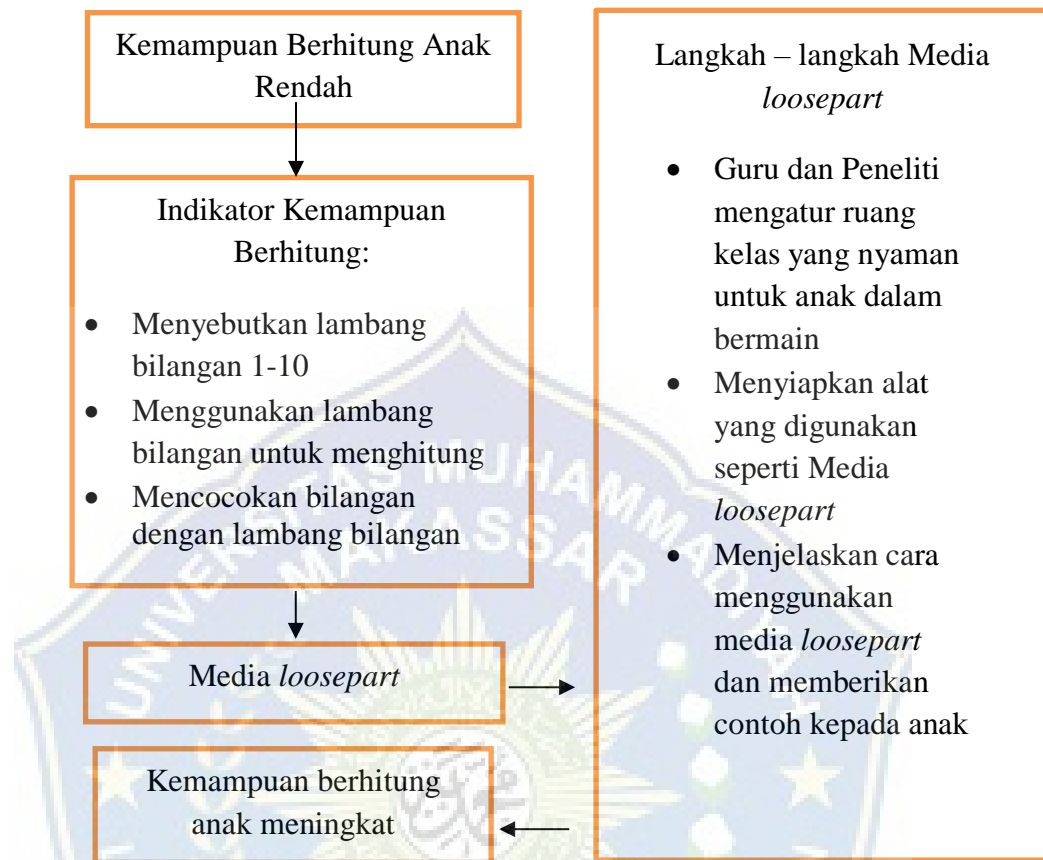 Kemampuan Berhitung Anak
Rendah
Indikator Kemampuan
Berhitung:
• Menyebutkan lambang
bilangan 1-10
• Menggunakan lambang
bilangan untuk menghitung
• Mencocokan bilangan
dengan lambang bilangan
Media loosepart
Langkah – langkah Media
loosepart
• Guru dan Peneliti
mengatur ruang
kelas yang nyaman
untuk anak dalam
bermain
• Menyiapkan alat
yang digunakan
seperti Media
loosepart
• Menjelaskan cara
menggunakan
media loosepart
dan memberikan
contoh kepada anak
Kemampuan berhitung
anak meningkat
UNIVERSITAS MUHAMMADIYAH
MAKASSAR